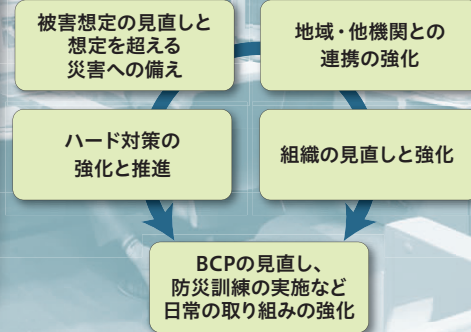 被害想定の見直しと
想定を超える
災害への備え
地域・他機関との
連携の強化
ハード対策の
強化と推進
組織の見直しと強化
BCPの見直し、
防災訓練の実施など
日常の取り組みの強化